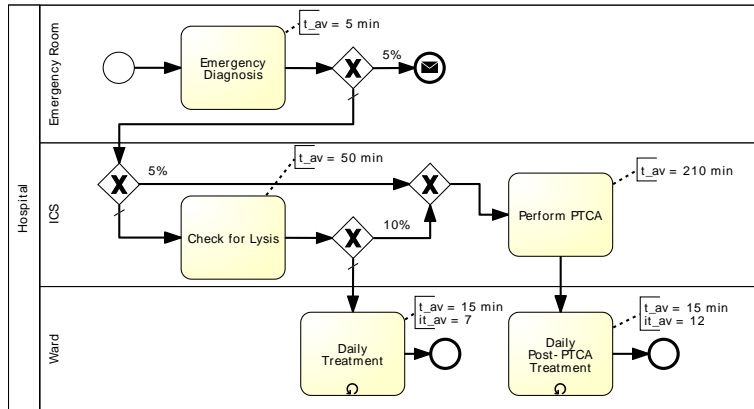 Hospital
Emergency Room
t_av = 5 min
Emergency
Diagnosis
5%
ICS
5%
t_av = 50 min
Check for Lysis
10%
t_av = 210 min
Perform PTCA
Ward
t_av = 15 min
it_av = 7
Daily
Treatment
t_av = 15 min
it_av = 12
Daily
Post- PTCA
Treatment